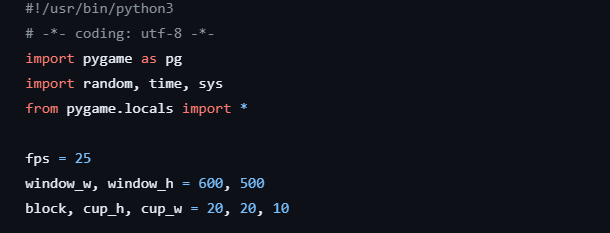 #!/usr/bin/python3
# -*- coding: utf-8 -*-
import pygame as pg
import random, time, sys
from pygame.locals import *
fps = 25
window_w, window_h = 600, 500
block, cup_h, cup_w = 20, 20, 10